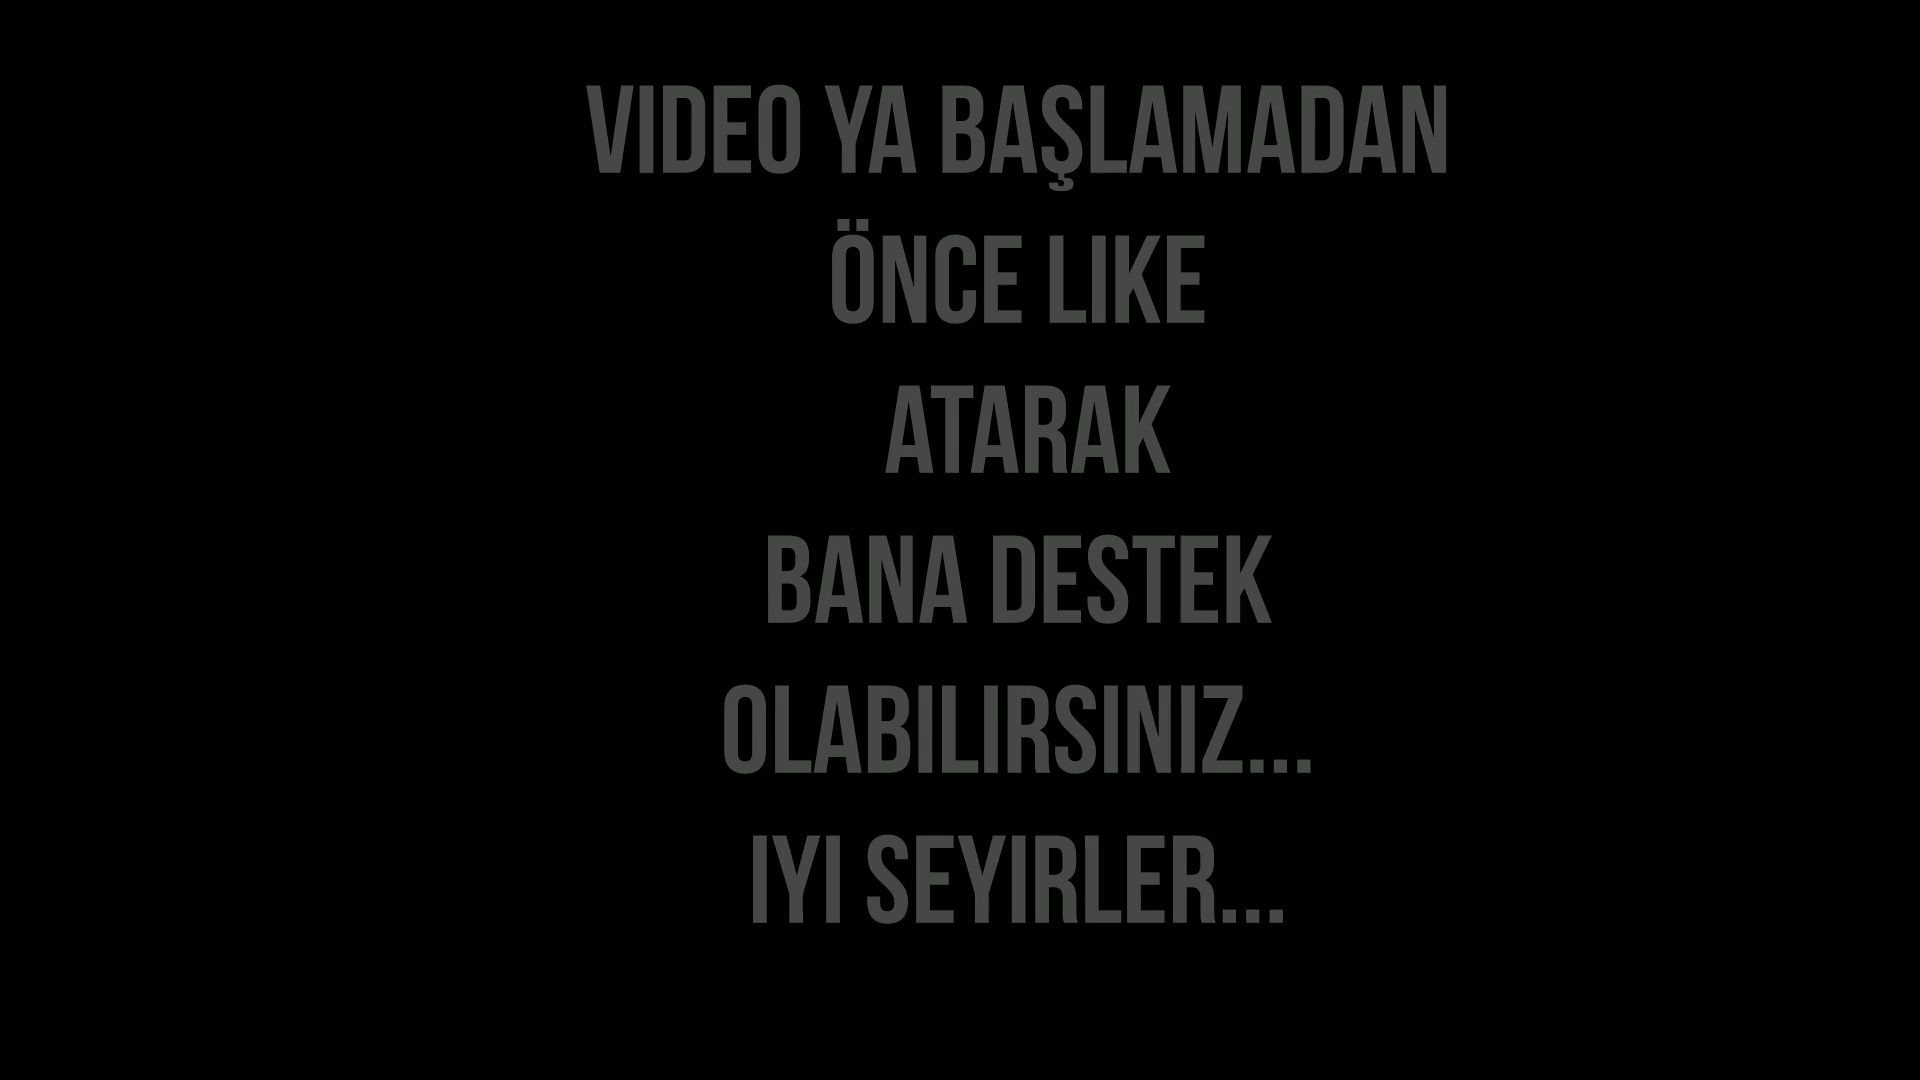 VIDEO YA BAŞLAMADAN
ÖNCE LIKE
ATARAK
BANA DESTEK
OLABILIRSINIZ...
IYI SEYIRLER...